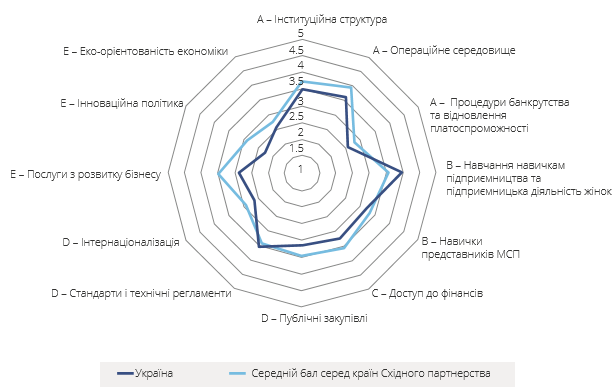 A – Інституційна структура
5
4.5
4
3.5
3
2.5
2
1.5
1
A – Операційне середовище
A –  Процедури банкрутства
та відновлення
платоспроможності
B – Навчання навичкам
підприємництва та
підприємницька діяльність жінок
B – Навички
представників МСП
C – Доступ до фінансів
D – Публічні закупівлі
D – Стандарти і технічні регламенти
D – Інтернаціоналізація
E – Послуги з розвитку бізнесу
E – Інноваційна політика
E – Еко-орієнтованість економіки
Україна
Середній бал серед країн Східного партнерства